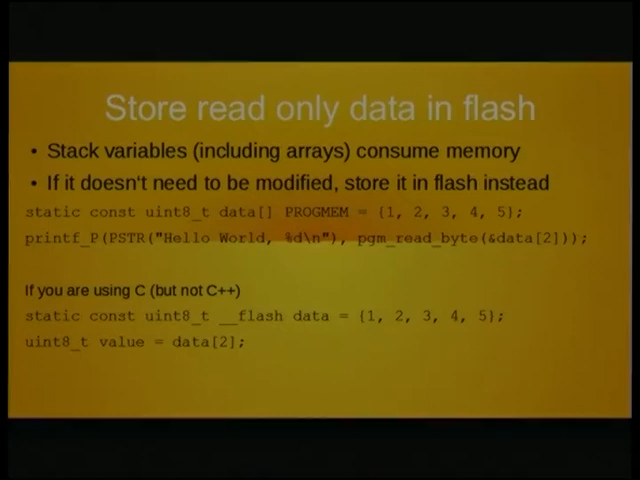 Store read only data in flash
• Stack variables (including arrays) consume memory
• If it doesn't need to be modified, store it in flash instead
static const uint8_t data[] PROGMEM = {1, 2, 3, 4, 5};
printf_P(PSTR("Hello World, %d\n"), pgm_read_byte(&data[2]));
If you are using C (but not C++)
static const uint8_t __flash data = {1, 2, 3, 4, 5};
uint8_t value = data[2];